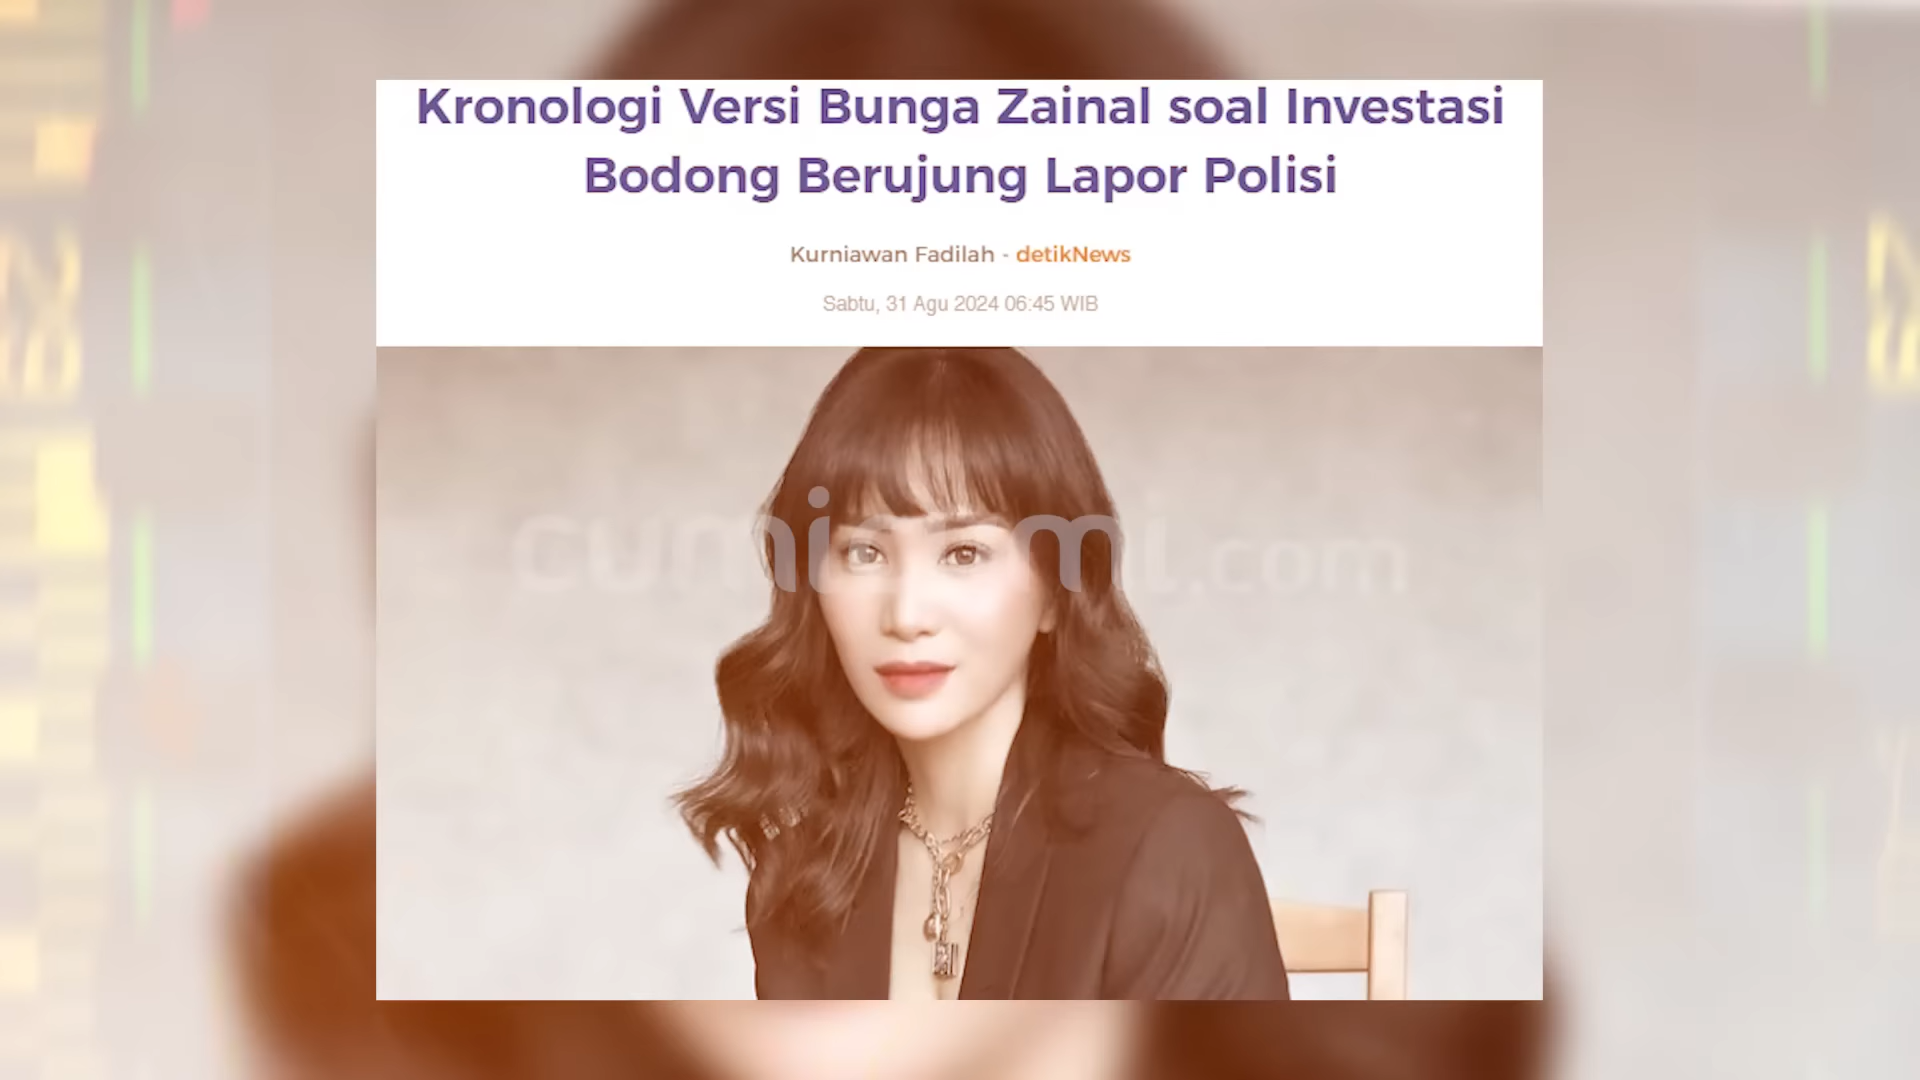 Kronologi Versi Bunga Zainal soal Investasi
Bodong Berujung Lapor Polisi
Kurniawan Fadilah - detikNews
Sabtu, 31 Agu 2024 06:45 WIB